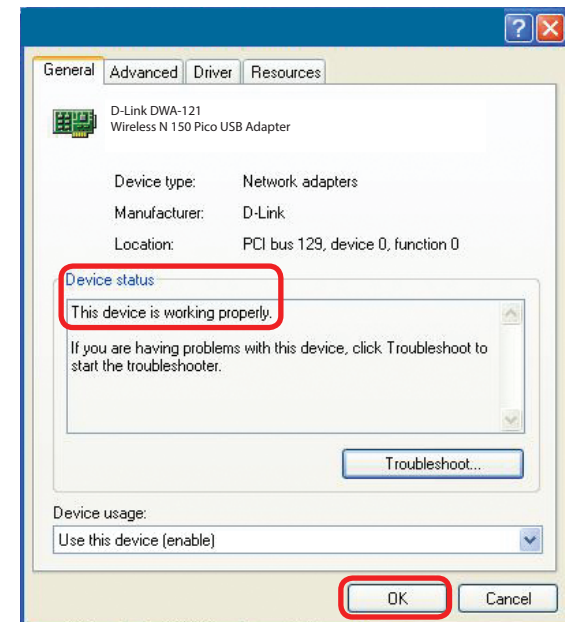 General Advanced Driver Resources
D-Link DWA-121
Wireless N 150 Pico USB Adapter
Device type: Network adapters
Manufacturer: D-Link
Location: PCI bus 129, device 0, function 0
Device status
This device is working properly.
If you are having problems with this device, click Troubleshoot to
start the troubleshooter.
Troubleshoot...
Device usage:
Use this device (enable)
OK Cancel